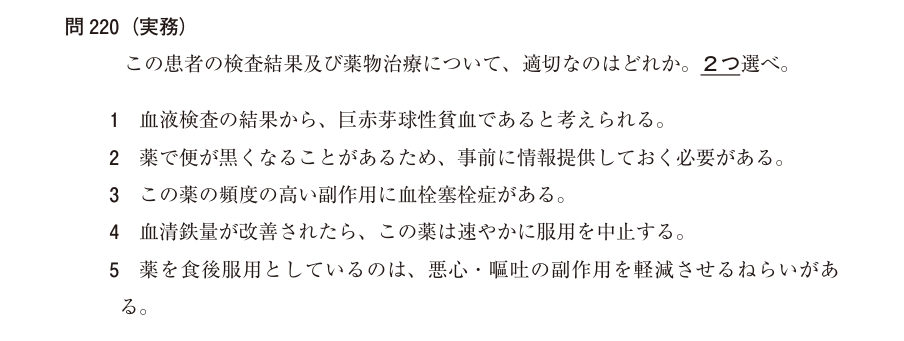 問 220（実務）
この患者の検査結果及び薬物治療について、適切なのはどれか。２つ選べ。
1 血液検査の結果から、巨赤芽球性貧血であると考えられる。
2 薬で便が黒くなることがあるため、事前に情報提供しておく必要がある。
3 この薬の頻度の高い副作用に血栓塞栓症がある。
4 血清鉄量が改善されたら、この薬は速やかに服用を中止する。
5 薬を食後服用としているのは、悪心・嘔吐の副作用を軽減させるねらいがあ
る。